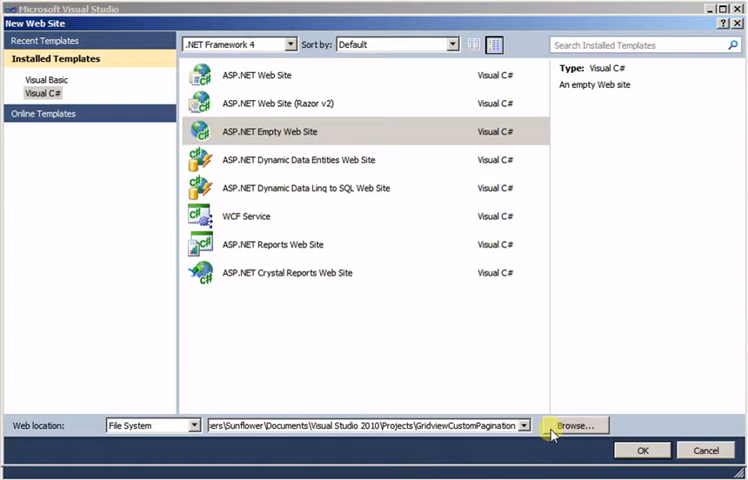 Microsoft Visual Studio
New Web Site
Recent Templates
Installed Templates
Visual Basic
Visual C#
Online Templates
.NET Framework 4
Sort by: Default
Search Installed Templates
ASP.NET Web Site Visual C#
ASP.NET Web Site (Razor v2) Visual C#
ASP.NET Empty Web Site Visual C#
ASP.NET Dynamic Data Entities Web Site Visual C#
ASP.NET Dynamic Data Linq to SQL Web Site Visual C#
WCF Service Visual C#
ASP.NET Reports Web Site Visual C#
ASP.NET Crystal Reports Web Site Visual C#
Type: Visual C#
An empty Web site
Web location: File System ers\Sunflower\Documents\Visual Studio 2010\Projects\GridviewCustomPagination Browse...
OK Cancel